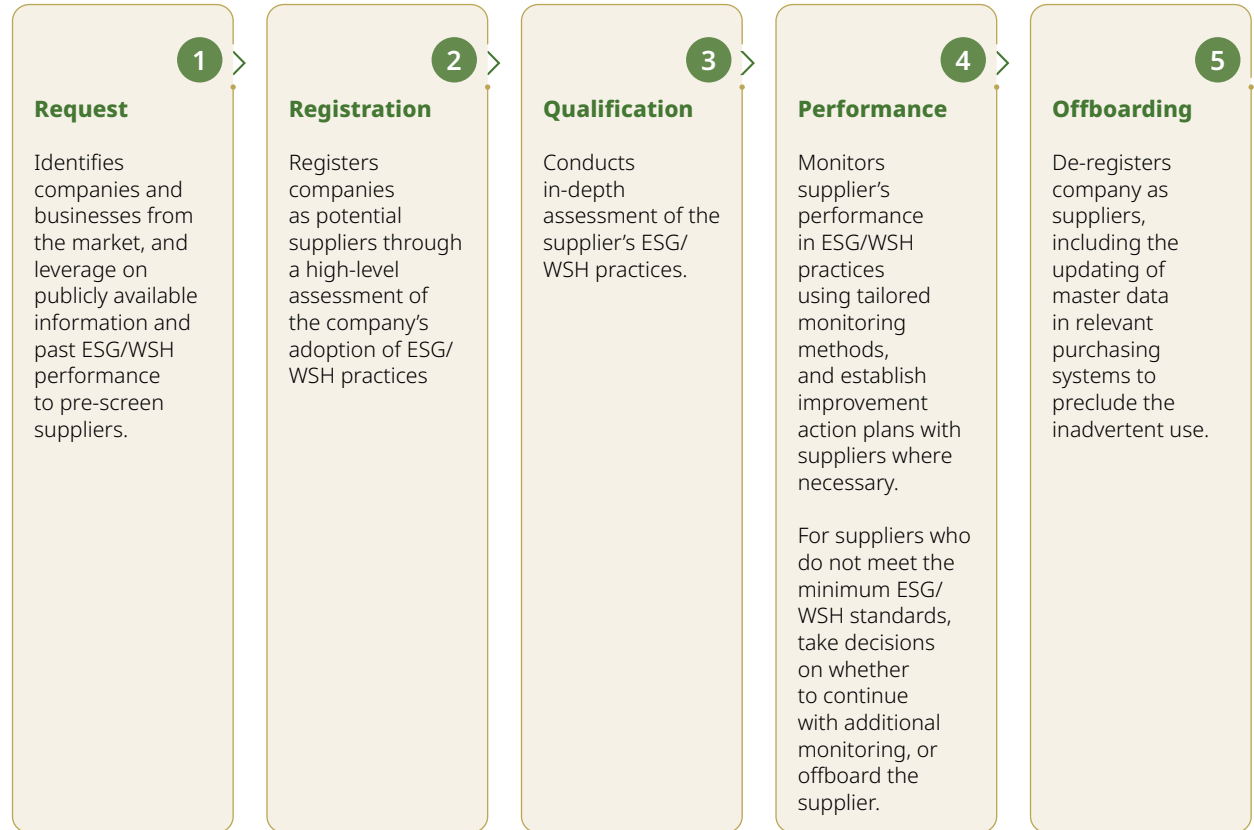 1
Request
Identifies
companies and
businesses from
the market, and
leverage on
publicly available
information and
past ESG/WSH
performance
to pre-screen
suppliers.
2
Registration
Registers
companies
as potential
suppliers through
a high-level
assessment of
the company’s
adoption of ESG/
WSH practices
3
Qualification
Conducts
in-depth
assessment of the
supplier’s ESG/
WSH practices.
4
Performance
Monitors
supplier’s
performance
in ESG/WSH
practices
using tailored
monitoring
methods,
and establish
improvement
action plans with
suppliers where
necessary.
For suppliers who
do not meet the
minimum ESG/
WSH standards,
take decisions
on whether
to continue
with additional
monitoring, or
offboard the
supplier.
5
Offboarding
De-registers
company as
suppliers,
including the
updating of
master data
in relevant
purchasing
systems to
preclude the
inadvertent use.